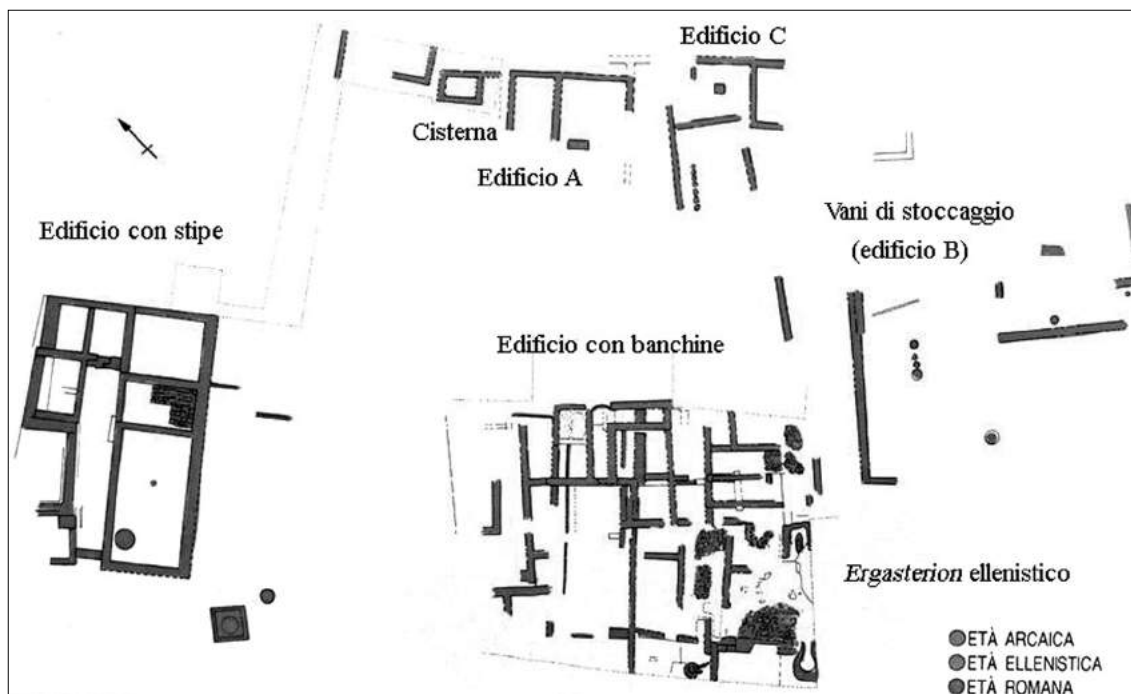 Edificio C
Cisterna
Edificio A
Edificio con stipe
Vani di stoccaggio
(edificio B)
Edificio con banchine
Ergasterion ellenistico
ETÀ ARCAICA
ETÀ ELLENISTICA
ETÀ ROMANA